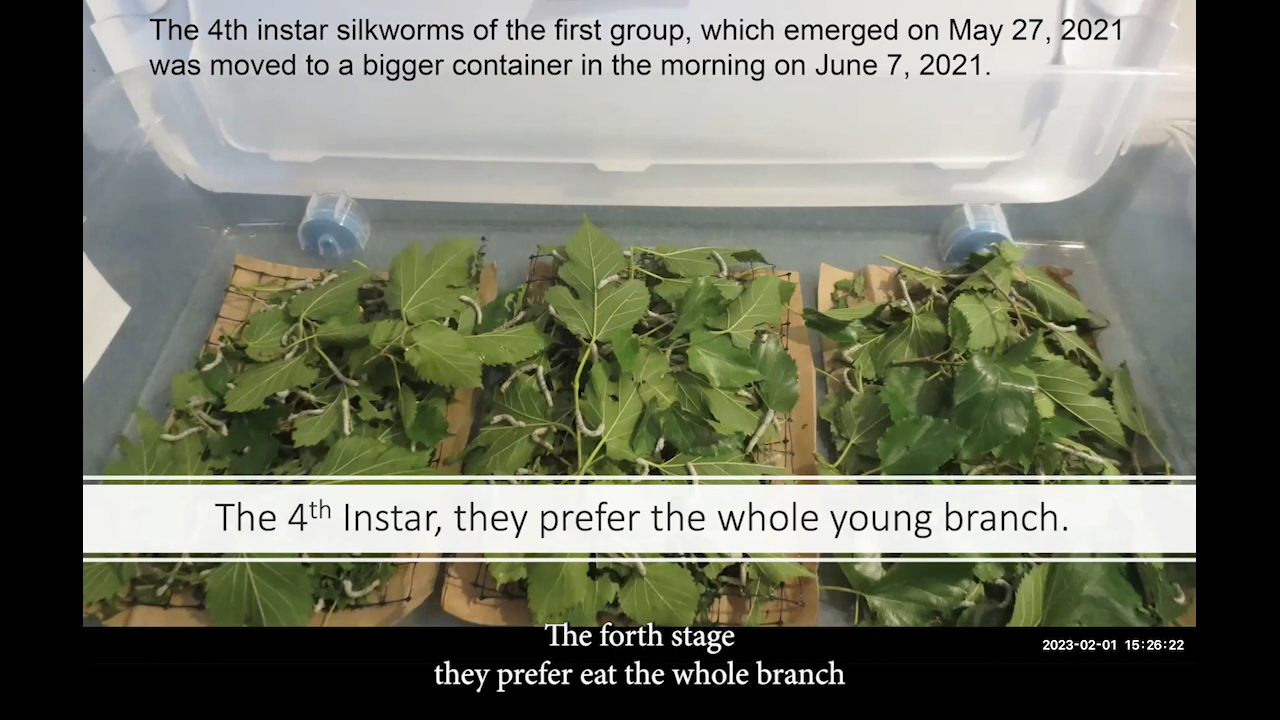 The 4th instar silkworms of the first group, which emerged on May 27, 2021
was moved to a bigger container in the morning on June 7, 2021.
The 4th Instar, they prefer the whole young branch.
The forth stage
2023-02-01 15:26:22
they prefer eat the whole branch